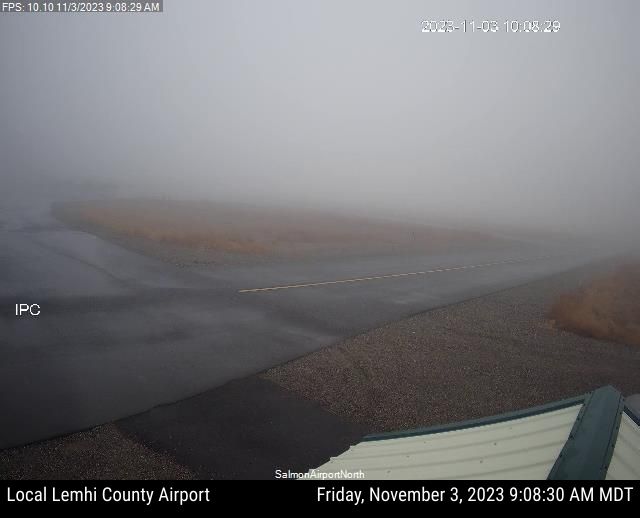 FPS: 10.10 11/3/2023 9:08:29 AM
2023-11-03 10:08:29
IPC
SalmonAirportNorth
Local Lemhi County Airport
Friday, November 3, 2023 9:08:30 AM MDT